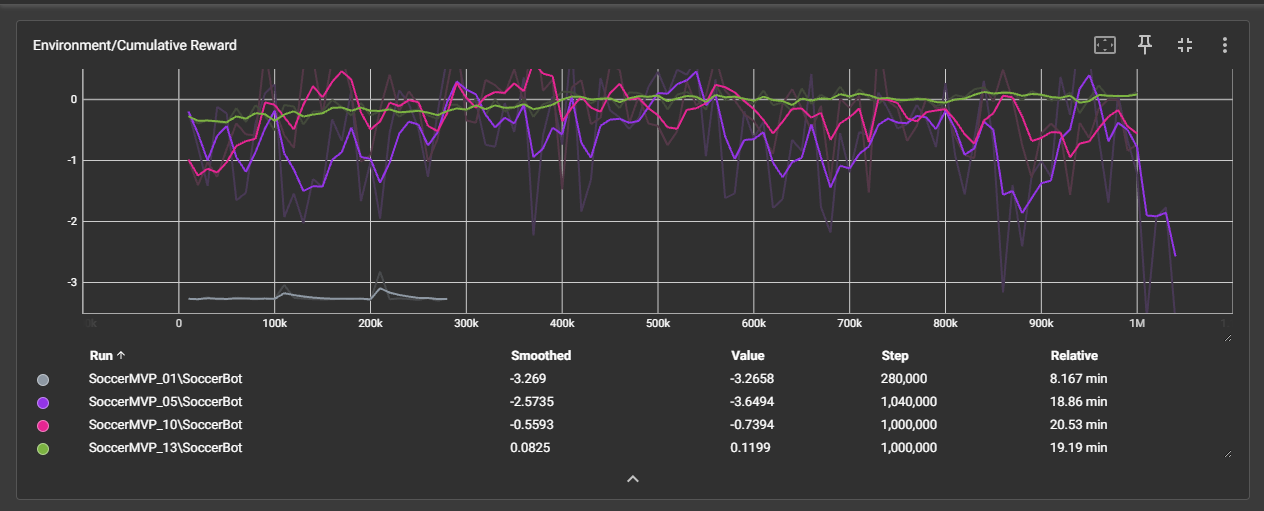 Environment/Cumulative Reward
0
-1
-2
-3
0 100k 200k 300k 400k 500k 600k 700k 800k 900k 1M
Run ↑ Smoothed Value Step Relative
SoccerMVP_01\SoccerBot -3.269 -3.2658 280,000 8.167 min
SoccerMVP_05\SoccerBot -2.5735 -3.6494 1,040,000 18.86 min
SoccerMVP_10\SoccerBot -0.5593 -0.7394 1,000,000 20.53 min
SoccerMVP_13\SoccerBot 0.0825 0.1199 1,000,000 19.19 min